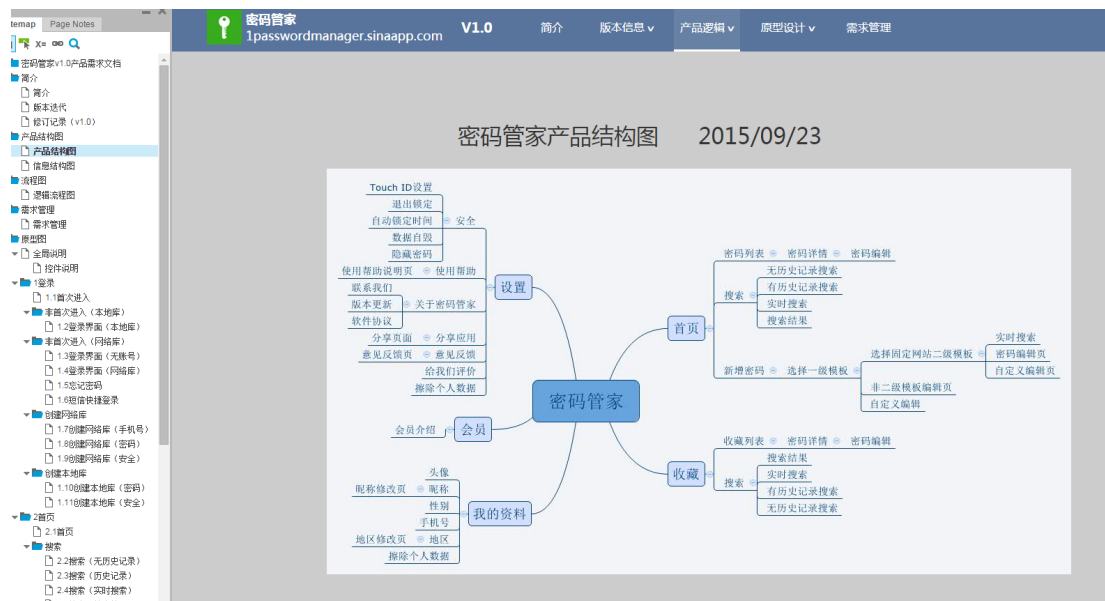 temap Page Notes
X=
密码管家v1.0产品需求文档
简介
简介
版本迭代
修订记录（v1.0）
产品结构图
产品结构图
信息结构图
流程图
逻辑流程图
需求管理
需求管理
原型图
全局说明
控件说明
1登录
1.1首次进入
非首次进入（本地库）
1.2登录界面（本地库）
非首次进入（网络库）
1.3登录界面（无账号）
1.4登录界面（网络库）
1.5忘记密码
1.6短信快捷登录
创建网络库
1.7创建网络库（手机号）
1.8创建网络库（密码）
1.9创建网络库（安全）
创建本地库
1.10创建本地库（密码）
1.11创建本地库（安全）
2首页
2.1首页
搜索
2.2搜索（无历史记录）
2.3搜索（历史记录）
2.4搜索（实时搜索）
密码管家
1passwordmanager.sinaapp.com
V1.0 简介 版本信息 产品逻辑 原型设计 需求管理
密码管家产品结构图 2015/09/23
Touch ID设置
退出锁定
自动锁定时间 安全
数据自毁
隐藏密码
使用帮助说明页 使用帮助
设置
联系我们
版本更新 关于密码管家
软件协议
分享页面 分享应用
意见反馈页 意见反馈
给我们评价
擦除个人数据
密码管家
会员介绍 会员
头像
昵称修改页 昵称
性别
我的资料
手机号
地区修改页 地区
擦除个人数据
密码列表 密码详情 密码编辑
无历史记录搜索
搜索 有历史记录搜索
实时搜索
搜索结果
首页
新增密码 选择一级模板
选择固定网站二级模板
实时搜索
密码编辑页
自定义编辑页
非二级模板编辑页
自定义编辑
收藏列表 密码详情 密码编辑
收藏
搜索结果
搜索 实时搜索
有历史记录搜索
无历史记录搜索